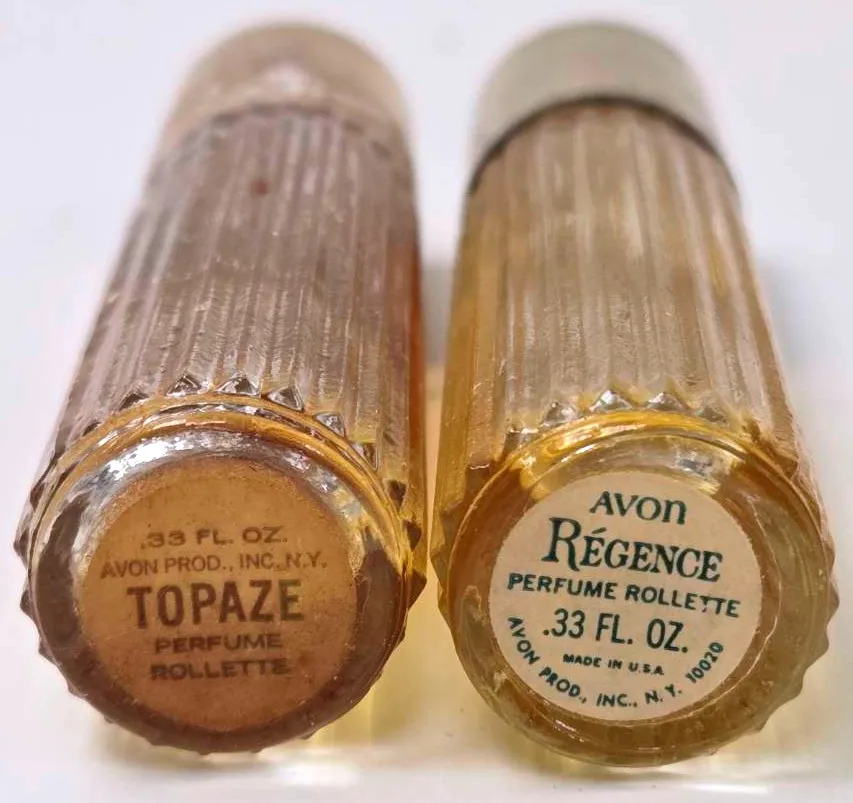 .33 FL. OZ.
AVON PROD., INC. N.Y.
TOPAZE
PERFUME
ROLLETTE
AVON
RÉGENCE
PERFUME ROLLETTE
.33 FL. OZ.
MADE IN U.S.A.
AVON PROD., INC., N.Y. 10020